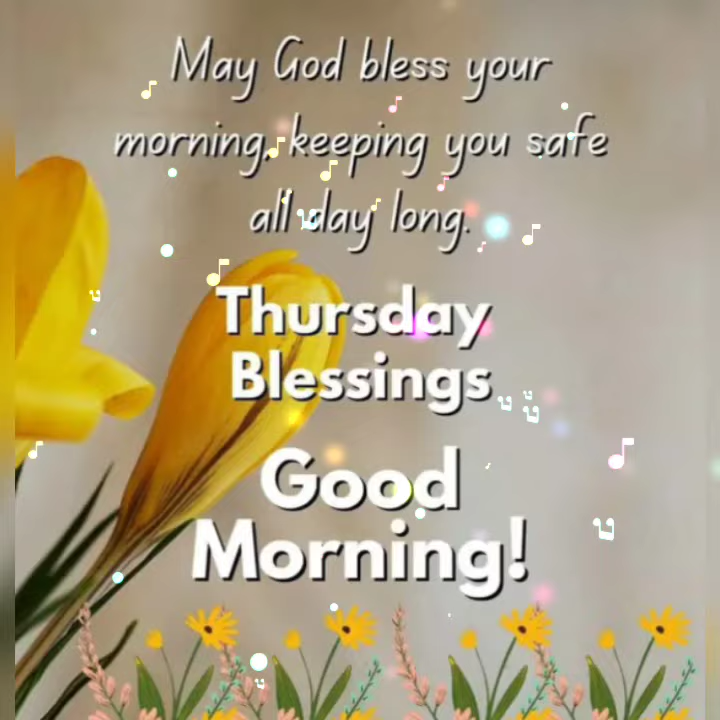 May God bless your
morning, keeping you safe
all day long.
Thursday
Blessings
Good
Morning!